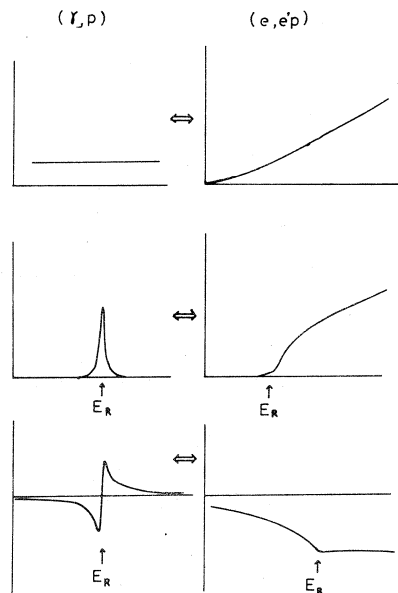 (γ,p) (e,e'p)
⇔
⇔
E_R E_R
⇔
E_R E_R